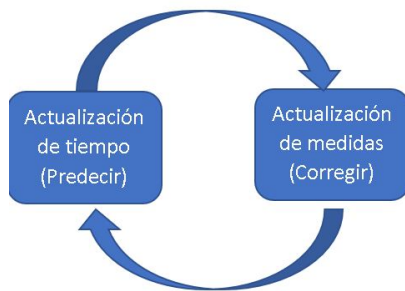 Actualización
de tiempo
(Predecir)
Actualización
de medidas
(Corregir)